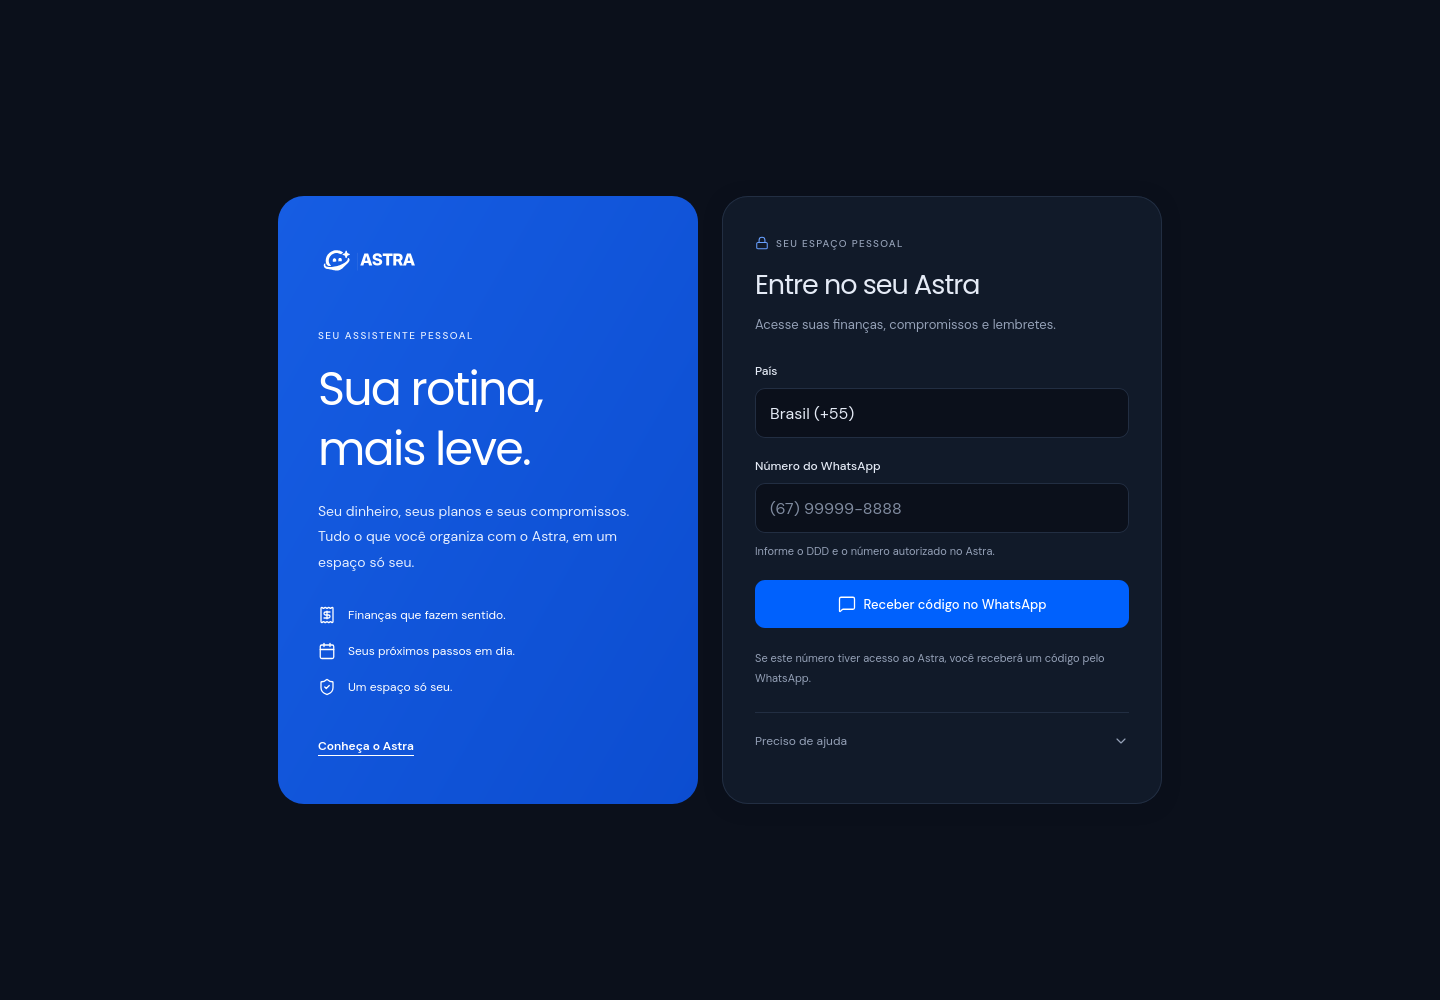 ASTRA
SEU ASSISTENTE PESSOAL
Sua rotina,
mais leve.
Seu dinheiro, seus planos e seus compromissos.
Tudo o que você organiza com o Astra, em um
espaço só seu.
Finanças que fazem sentido.
Seus próximos passos em dia.
Um espaço só seu.
Conheça o Astra
SEU ESPAÇO PESSOAL
Entre no seu Astra
Acesse suas finanças, compromissos e lembretes.
País
Brasil (+55)
Número do WhatsApp
(67) 99999-8888
Informe o DDD e o número autorizado no Astra.
Receber código no WhatsApp
Se este número tiver acesso ao Astra, você receberá um código pelo
WhatsApp.
Preciso de ajuda